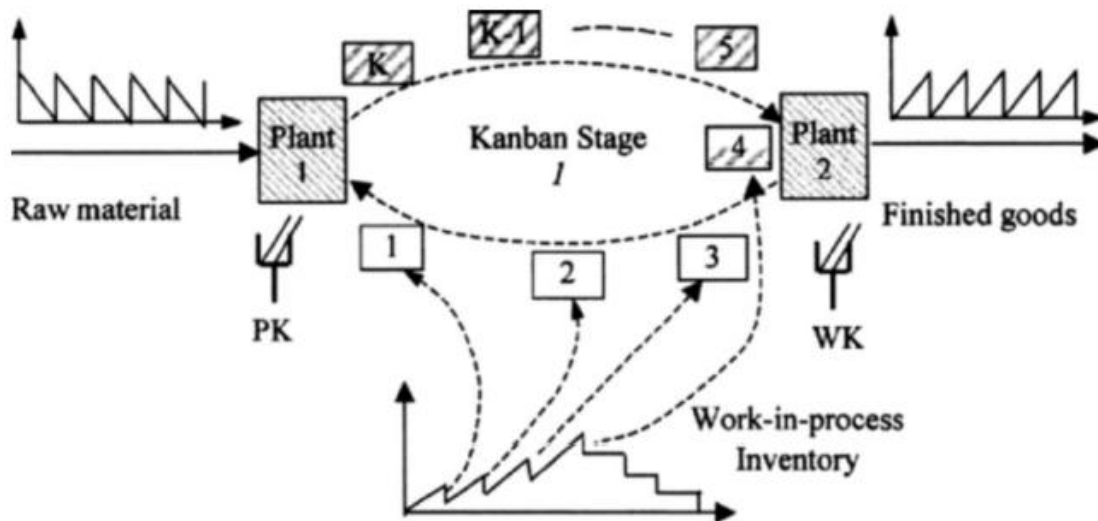 K
K-1
5
Plant
1
Kanban Stage
1
4
Plant
2
Raw material
Finished goods
1
2
3
PK
WK
Work-in-process
Inventory